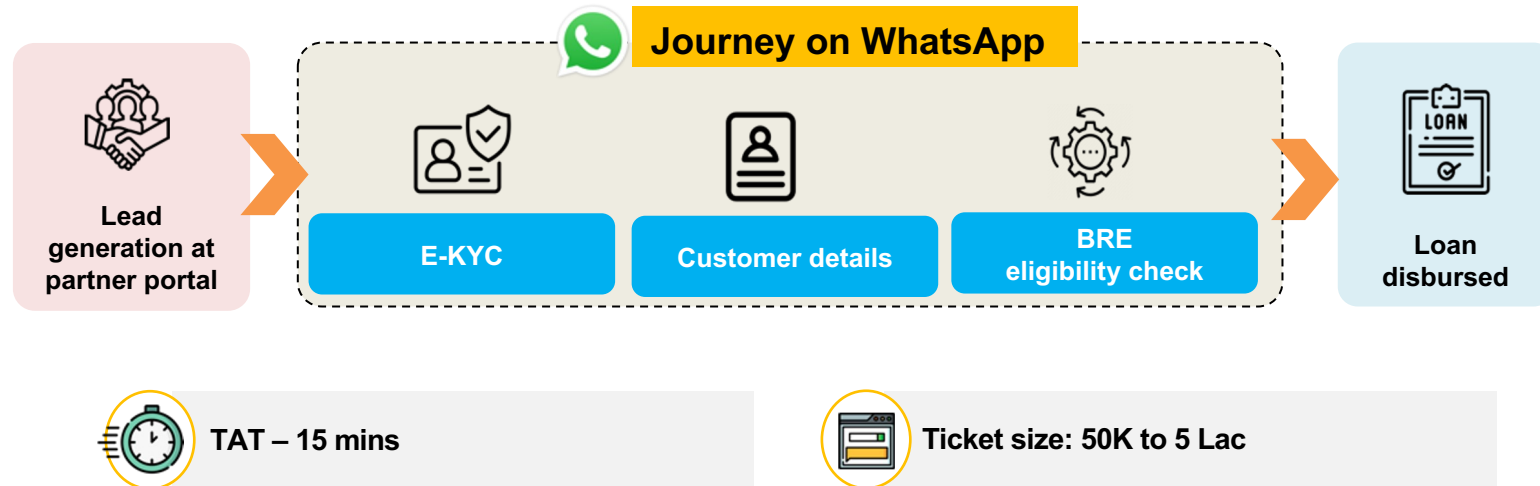 Journey on WhatsApp
Lead
generation at
partner portal
E-KYC
Customer details
BRE
eligibility check
LOAN
Loan
disbursed
TAT – 15 mins
Ticket size: 50K to 5 Lac